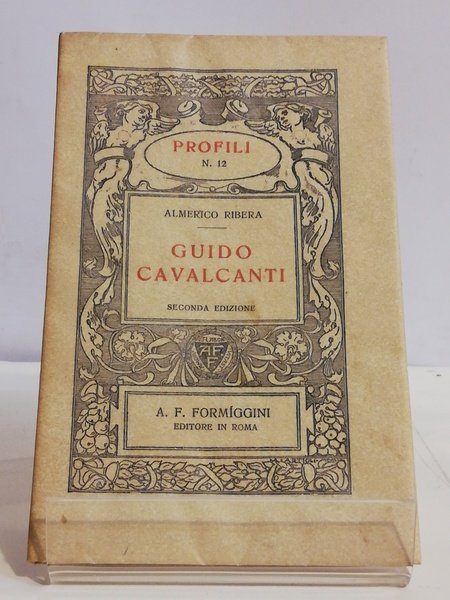 PROFILI
N. 12
ALMERICO RIBERA
GUIDO
CAVALCANTI
SECONDA EDIZIONE
A. F. FORMÍGGINI
EDITORE IN ROMA